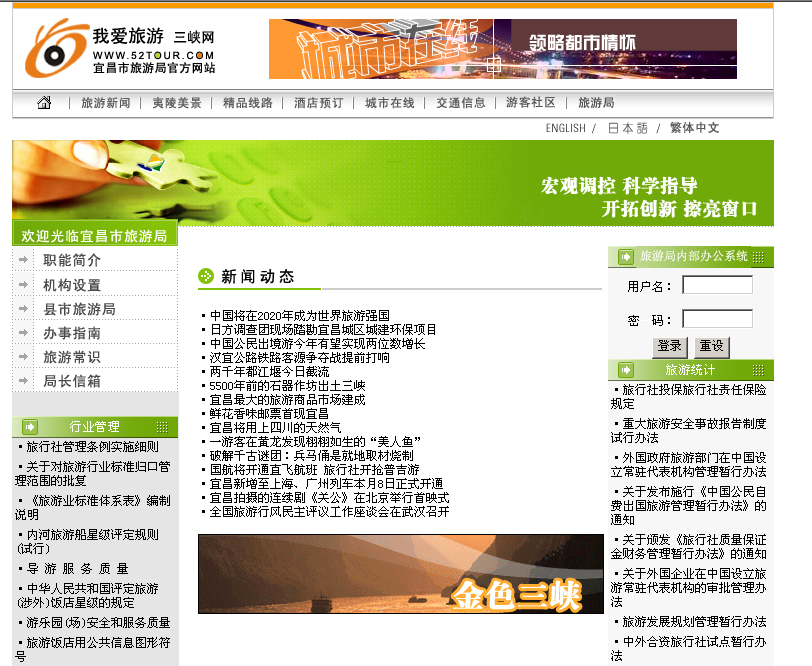 我爱旅游 三峡网
WWW.52TOUR.COM
宜昌市旅游局官方网站
城市在线
领略都市情怀
旅游新闻 | 夷陵美景 | 精品线路 | 酒店预订 | 城市在线 | 交通信息 | 游客社区 | 旅游局
ENGLISH / 日本語 / 繁体中文
宏观调控 科学指导
开拓创新 擦亮窗口
欢迎光临宜昌市旅游局
职能简介
机构设置
县市旅游局
办事指南
旅游常识
局长信箱
行业管理
·旅行社管理条例实施细则
·关于对旅游行业标准归口管
理范围的批复
·《旅游业标准体系表》编制
说明
·内河旅游船星级评定规则
(试行)
·导 游 服 务 质 量
·中华人民共和国评定旅游
(涉外)饭店星级的规定
·游乐园(场)安全和服务质量
·旅游饭店用公共信息图形符
号
新闻动态
·中国将在2020年成为世界旅游强国
·日方调查团现场踏勘宜昌城区城建环保项目
·中国公民出境游今年有望实现两位数增长
·汉宜公路铁路客源争夺战提前打响
·两千年都江堰今日截流
·5500年前的石器作坊出土三峡
·宜昌最大的旅游商品市场建成
·鲜花香味邮票首现宜昌
·宜昌将用上四川的天然气
·一游客在黄龙发现栩栩如生的“美人鱼”
·破解千古谜团：兵马俑是就地取材烧制
·国航将开通直飞航班 旅行社开抢普吉游
·宜昌新增至上海、广州列车本月8日正式开通
·宜昌拍摄的连续剧《关公》在北京举行首映式
·全国旅游行风民主评议工作座谈会在武汉召开
金色三峡
旅游局内部办公系统
用户名：
密 码：
登录 重设
旅游统计
·旅行社投保旅行社责任保险
规定
·重大旅游安全事故报告制度
试行办法
·外国政府旅游部门在中国设
立常驻代表机构管理暂行办法
·关于发布施行《中国公民自
费出国旅游管理暂行办法》的
通知
·关于颁发《旅行社质量保证
金财务管理暂行办法》的通知
·关于外国企业在中国设立旅
游常驻代表机构的审批管理办
法
·旅游发展规划管理暂行办法
·中外合资旅行社试点暂行办
法